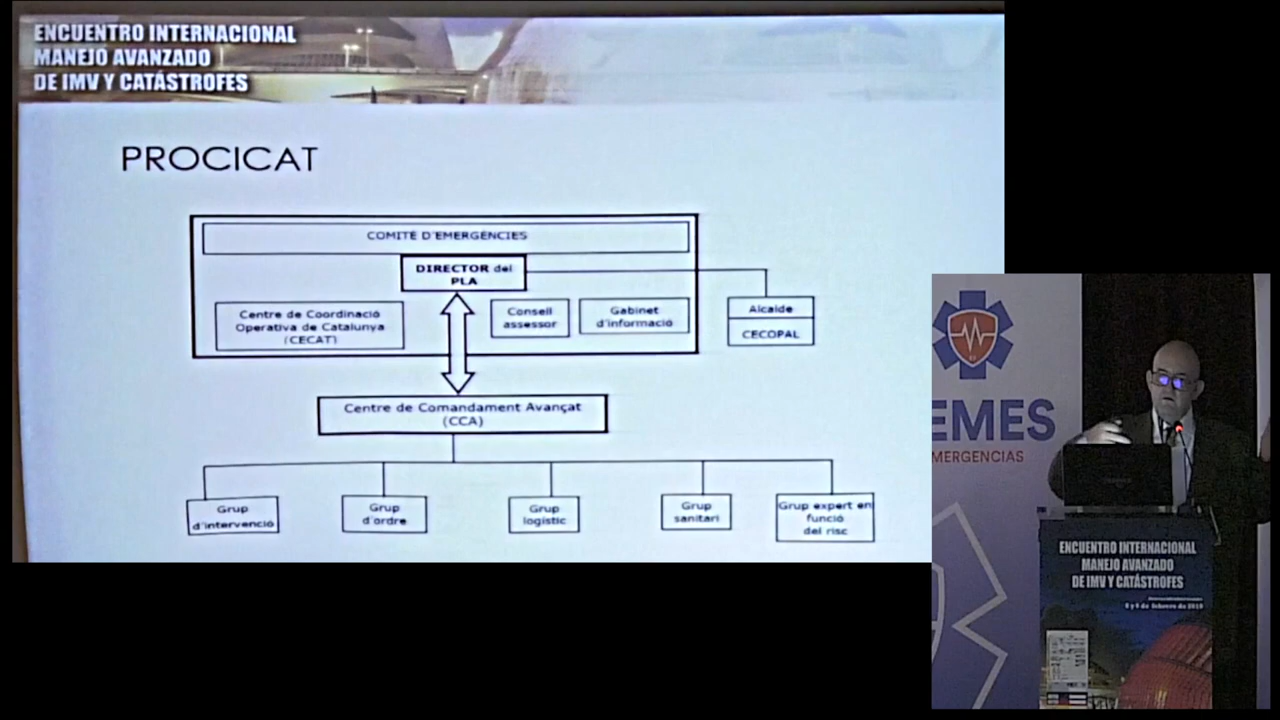 ENCUENTRO INTERNACIONAL
MANEJO AVANZADO
DE IMV Y CATÁSTROFES
PROCICAT
COMITÈ D'EMERGÈNCIES
DIRECTOR del
PLA
Centre de Coordinació
Operativa de Catalunya
(CECAT)
Consell
assessor
Gabinet
d'informació
Alcalde
CECOPAL
Centre de Comandament Avançat
(CCA)
Grup
d'intervenció
Grup
d'ordre
Grup
logístic
Grup
sanitari
Grup expert en
funció
del risc
EMES
MERGENCIAS
ENCUENTRO INTERNACIONAL
MANEJO AVANZADO
DE IMV Y CATÁSTROFES